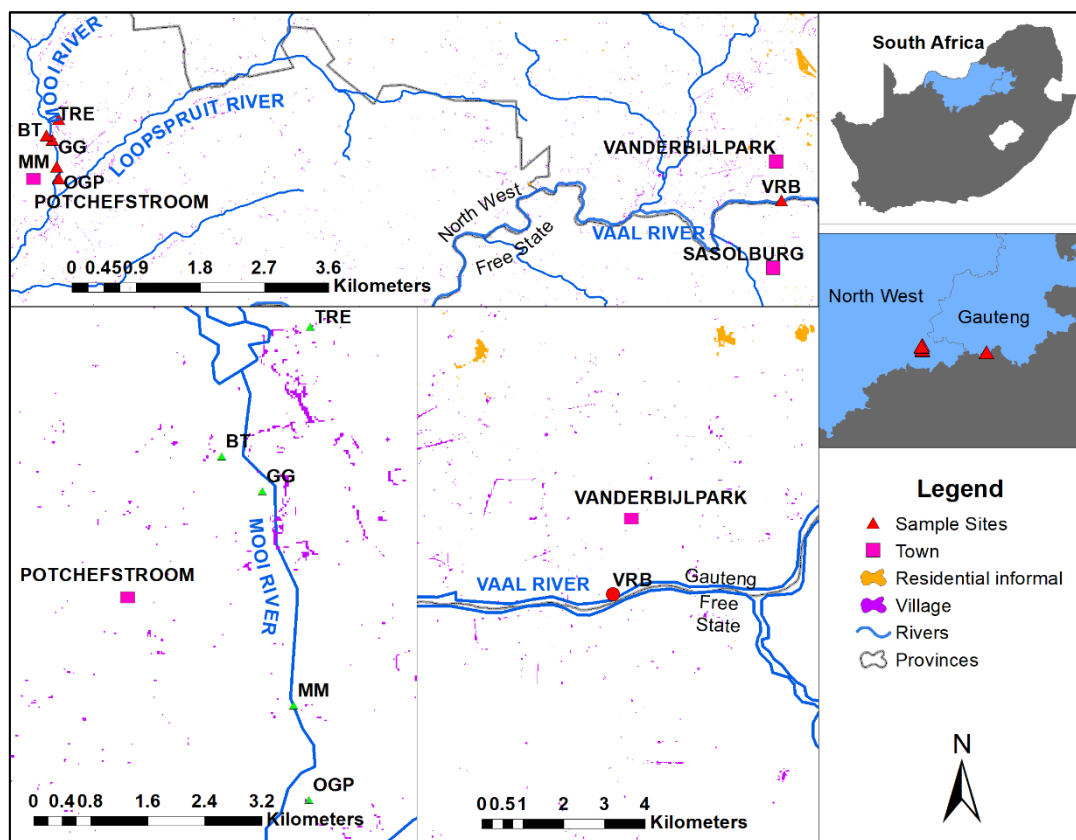 MOOI RIVER
TRE
BT
GG
LOOPSPRUIT RIVER
MM
OGP
POTCHEFSTROOM
VANDERBIJLPARK
VRB
North West
Free State
VAAL RIVER
SASOLBURG
0 0.450.9 1.8 2.7 3.6
Kilometers
South Africa
North West
Gauteng
TRE
BT
GG
MOOI RIVER
POTCHEFSTROOM
MM
OGP
0 0.4 0.8 1.6 2.4 3.2
Kilometers
VANDERBIJLPARK
VAAL RIVER
VRB
Gauteng
Free
State
0 0.5 1 2 3 4
Kilometers
Legend
Sample Sites
Town
Residential informal
Village
Rivers
Provinces
N